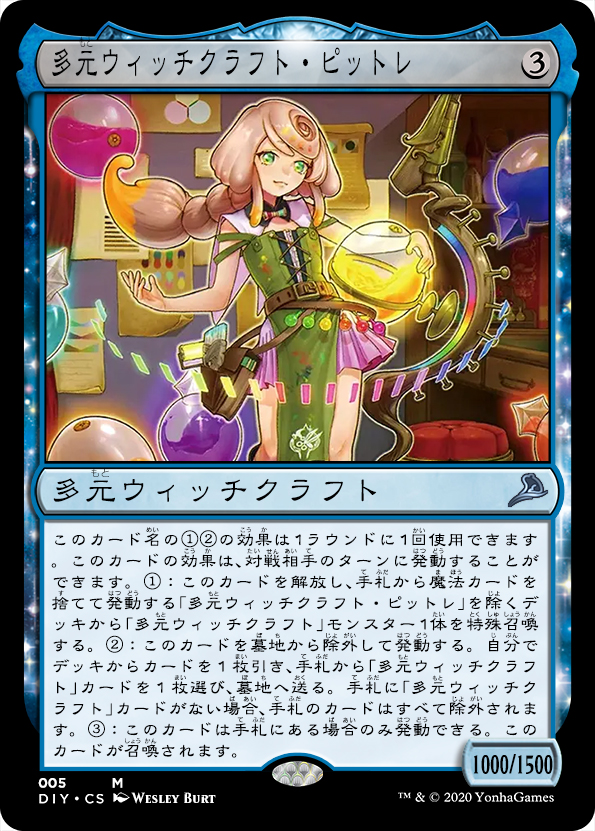 多元ウィッチクラフト・ピットレ 3
多元ウィッチクラフト
このカード名の①②の効果は1ラウンドに1回使用できます
。このカードの効果は、対戦相手のターンに発動することが
できます。①：このカードを解放し、手札から魔法カードを
捨てて発動する「多元ウィッチクラフト・ピットレ」を除くデ
ッキから「多元ウィッチクラフト」モンスター1体を特殊召喚
する。②：このカードを墓地から除外して発動する。自分で
デッキからカードを1枚引き、手札から「多元ウィッチクラフ
ト」カードを1枚選び、墓地へ送る。手札に「多元ウィッチク
ラフト」カードがない場合、手札のカードはすべて除外されま
す。③：このカードは手札にある場合のみ発動できる。この
カードが召喚されます。
1000/1500
005 M
DIY • CS Wesley Burt
™ & © 2020 YonhaGames